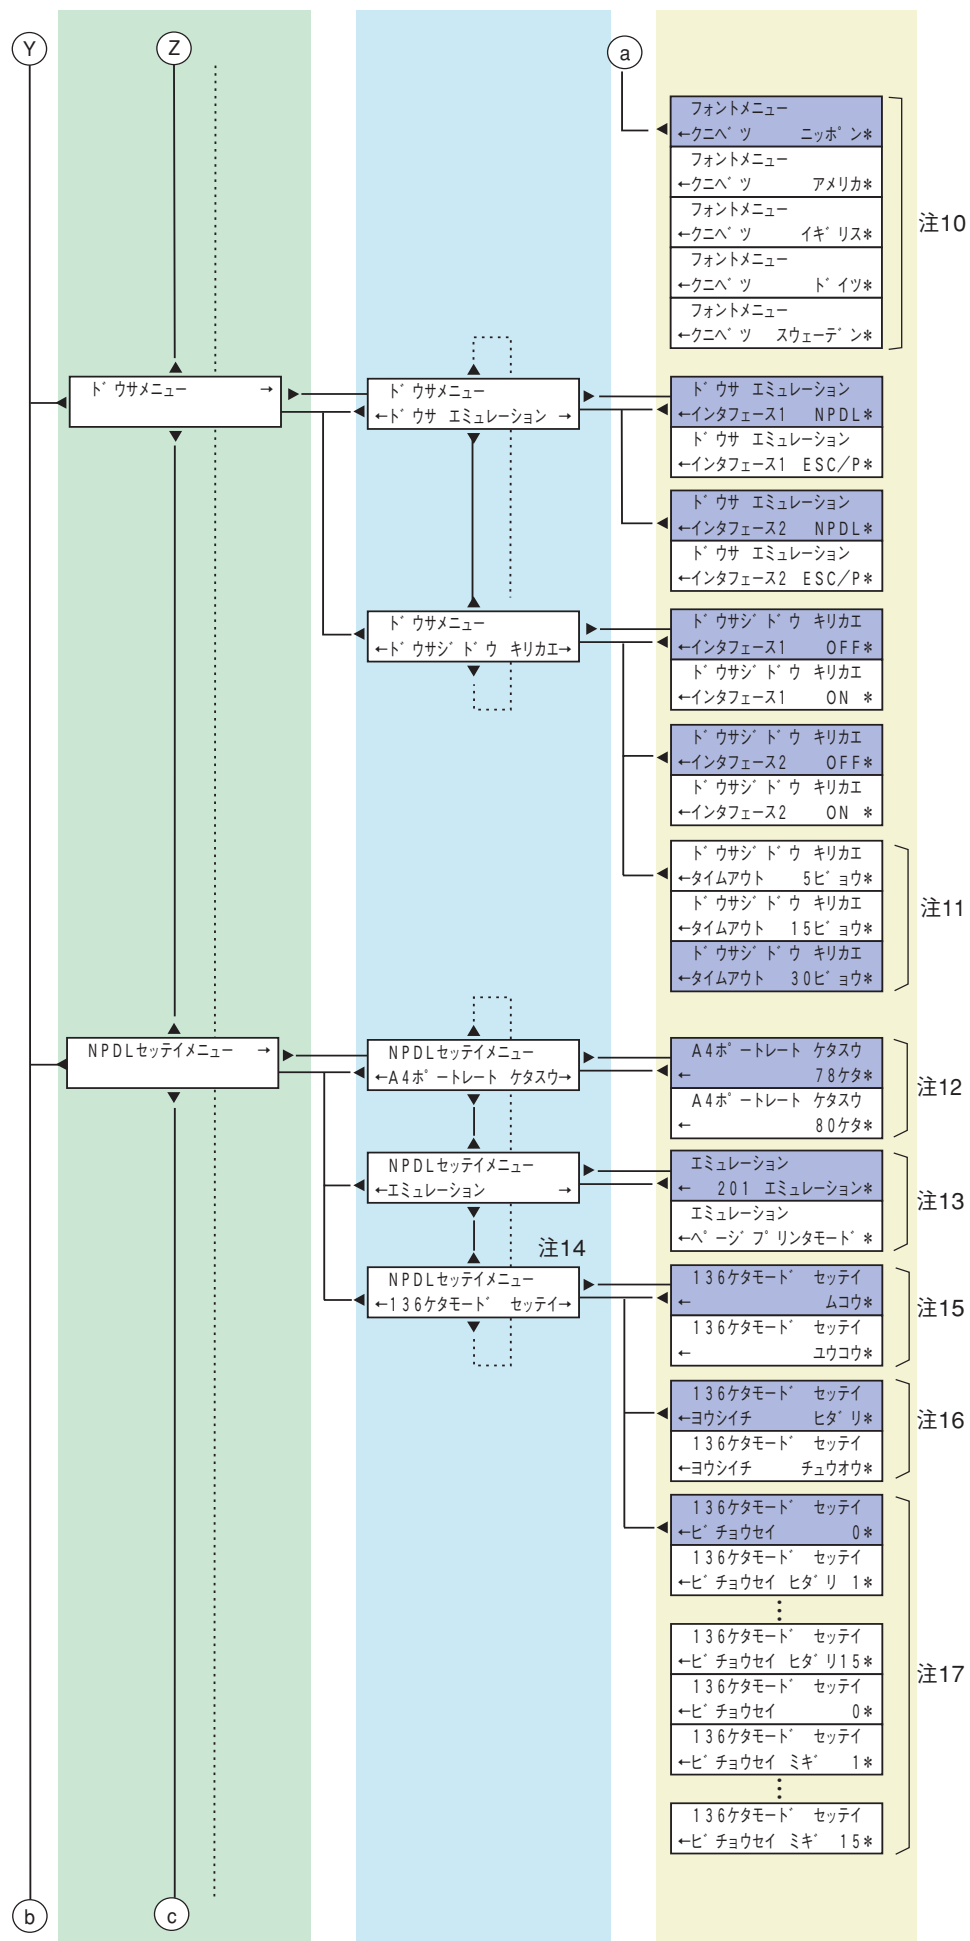 Y
Z
a
フォントメニュー
←クニベツ ニッポン*
フォントメニュー
←クニベツ アメリカ*
フォントメニュー
←クニベツ イギリス*
フォントメニュー
←クニベツ ドイツ*
フォントメニュー
←クニベツ スウェーデン*
注10
ドウサメニュー →
ドウサメニュー
←ドウサ エミュレーション →
ドウサ エミュレーション
←インタフェース1 NPDL*
ドウサ エミュレーション
←インタフェース1 ESC/P*
ドウサ エミュレーション
←インタフェース2 NPDL*
ドウサ エミュレーション
←インタフェース2 ESC/P*
ドウサメニュー
←ドウサジドウ キリカエ→
ドウサジドウ キリカエ
←インタフェース1 OFF*
ドウサジドウ キリカエ
←インタフェース1 ON *
ドウサジドウ キリカエ
←インタフェース2 OFF*
ドウサジドウ キリカエ
←インタフェース2 ON *
ドウサジドウ キリカエ
←タイムアウト 5ビョウ*
ドウサジドウ キリカエ
←タイムアウト 15ビョウ*
ドウサジドウ キリカエ
←タイムアウト 30ビョウ*
注11
NPDLセッテイメニュー →
NPDLセッテイメニュー
←A4ポートレート ケタスウ→
A4ポートレート ケタスウ
← 78ケタ*
A4ポートレート ケタスウ
← 80ケタ*
注12
NPDLセッテイメニュー
←エミュレーション →
エミュレーション
← 201 エミュレーション*
エミュレーション
←ページプリンタモード*
注13
注14
NPDLセッテイメニュー
←136ケタモード セッテイ→
136ケタモード セッテイ
← ムコウ*
136ケタモード セッテイ
← ユウコウ*
注15
136ケタモード セッテイ
←ヨウシイチ ヒダリ*
136ケタモード セッテイ
←ヨウシイチ チュウオウ*
注16
136ケタモード セッテイ
←ビチョウセイ 0*
136ケタモード セッテイ
←ビチョウセイ ヒダリ 1*
136ケタモード セッテイ
←ビチョウセイ ヒダリ15*
136ケタモード セッテイ
←ビチョウセイ 0*
136ケタモード セッテイ
←ビチョウセイ ミギ 1*
136ケタモード セッテイ
←ビチョウセイ ミギ 15*
注17
b
c